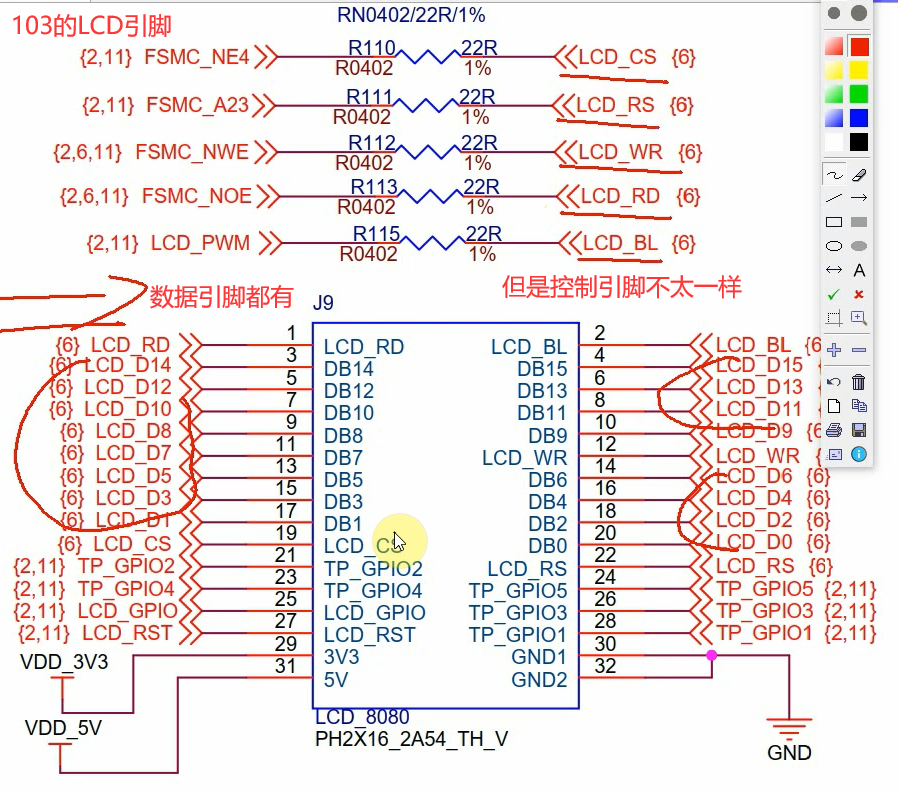 RN0402/22R/1%
103的LCD引脚
{2,11} FSMC_NE4 R110 22R LCD_CS {6}
R0402 1%
{2,11} FSMC_A23 R111 22R LCD_RS {6}
R0402 1%
{2,6,11} FSMC_NWE R112 22R LCD_WR {6}
R0402 1%
{2,6,11} FSMC_NOE R113 22R LCD_RD {6}
R0402 1%
{2,11} LCD_PWM R115 22R LCD_BL {6}
R0402 1%
数据引脚都有 但是控制引脚不太一样
J9
{6} LCD_RD 1 LCD_RD LCD_BL 2 LCD_BL {6
{6} LCD_D14 3 DB14 DB15 4 LCD_D15
{6} LCD_D12 5 DB12 DB13 6 LCD_D13
{6} LCD_D10 7 DB10 DB11 8 LCD_D11
{6} LCD_D8 9 DB8 DB9 10 LCD_D9 {6
{6} LCD_D7 11 DB7 LCD_WR 12 LCD_WR {
{6} LCD_D5 13 DB5 DB6 14 LCD_D6 {6}
{6} LCD_D3 15 DB3 DB4 16 LCD_D4 {6}
{6} LCD_D1 17 DB1 DB2 18 LCD_D2 {6}
{6} LCD_CS 19 LCD_CS DB0 20 LCD_D0 {6}
{2,11} TP_GPIO2 21 TP_GPIO2 LCD_RS 22 LCD_RS {6}
{2,11} TP_GPIO4 23 TP_GPIO4 TP_GPIO5 24 TP_GPIO5 {2,11}
{2,11} LCD_GPIO 25 LCD_GPIO TP_GPIO3 26 TP_GPIO3 {2,11}
{2,11} LCD_RST 27 LCD_RST TP_GPIO1 28 TP_GPIO1 {2,11}
VDD_3V3 29 3V3 GND1 30
31 5V GND2 32
VDD_5V
LCD_8080
PH2X16_2A54_TH_V
GND
A